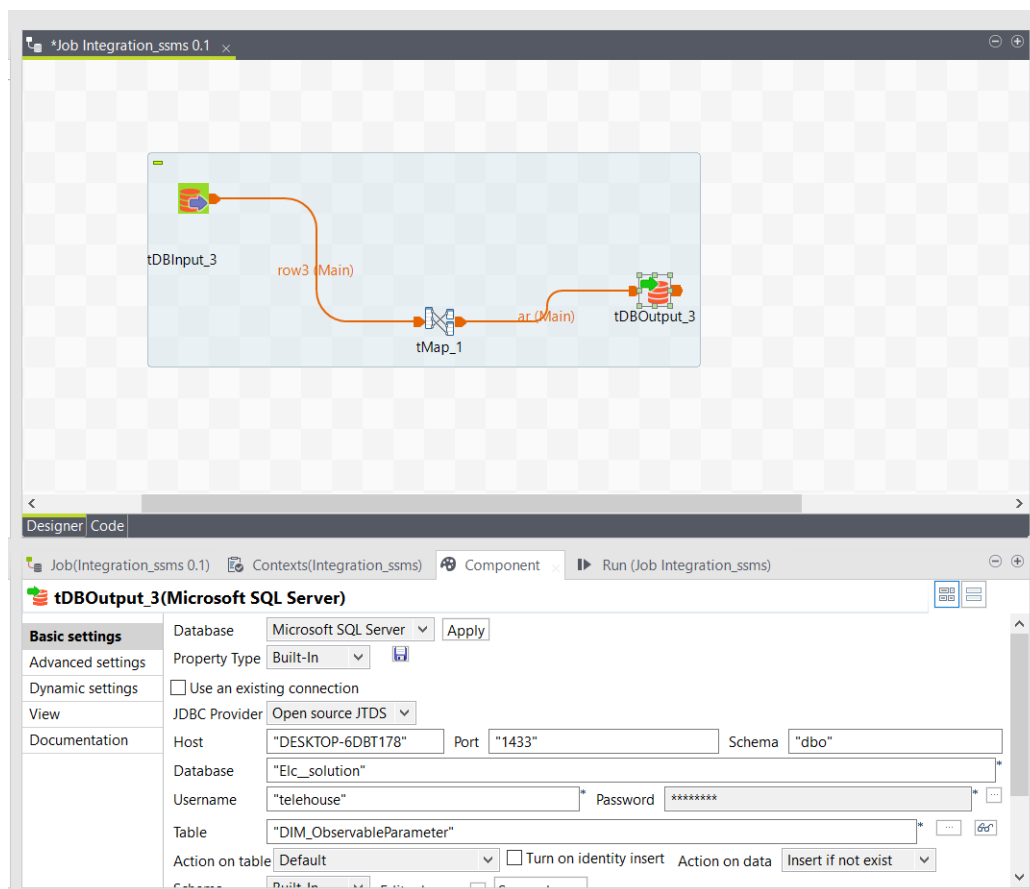 *Job Integration_ssms 0.1
tDBInput_3
row3 (Main)
tMap_1
ar (Main)
tDBOutput_3
Designer Code
Job(Integration_ssms 0.1) Contexts(Integration_ssms) Component Run (Job Integration_ssms)
tDBOutput_3(Microsoft SQL Server)
Basic settings
Advanced settings
Dynamic settings
View
Documentation
Database Microsoft SQL Server Apply
Property Type Built-In
Use an existing connection
JDBC Provider Open source JTDS
Host "DESKTOP-6DBT178" Port "1433" Schema "dbo"
Database "Elc__solution" *
Username "telehouse" * Password ******** * ...
Table "DIM_ObservableParameter" * ...
Action on table Default Turn on identity insert Action on data Insert if not exist
Schema Built-In